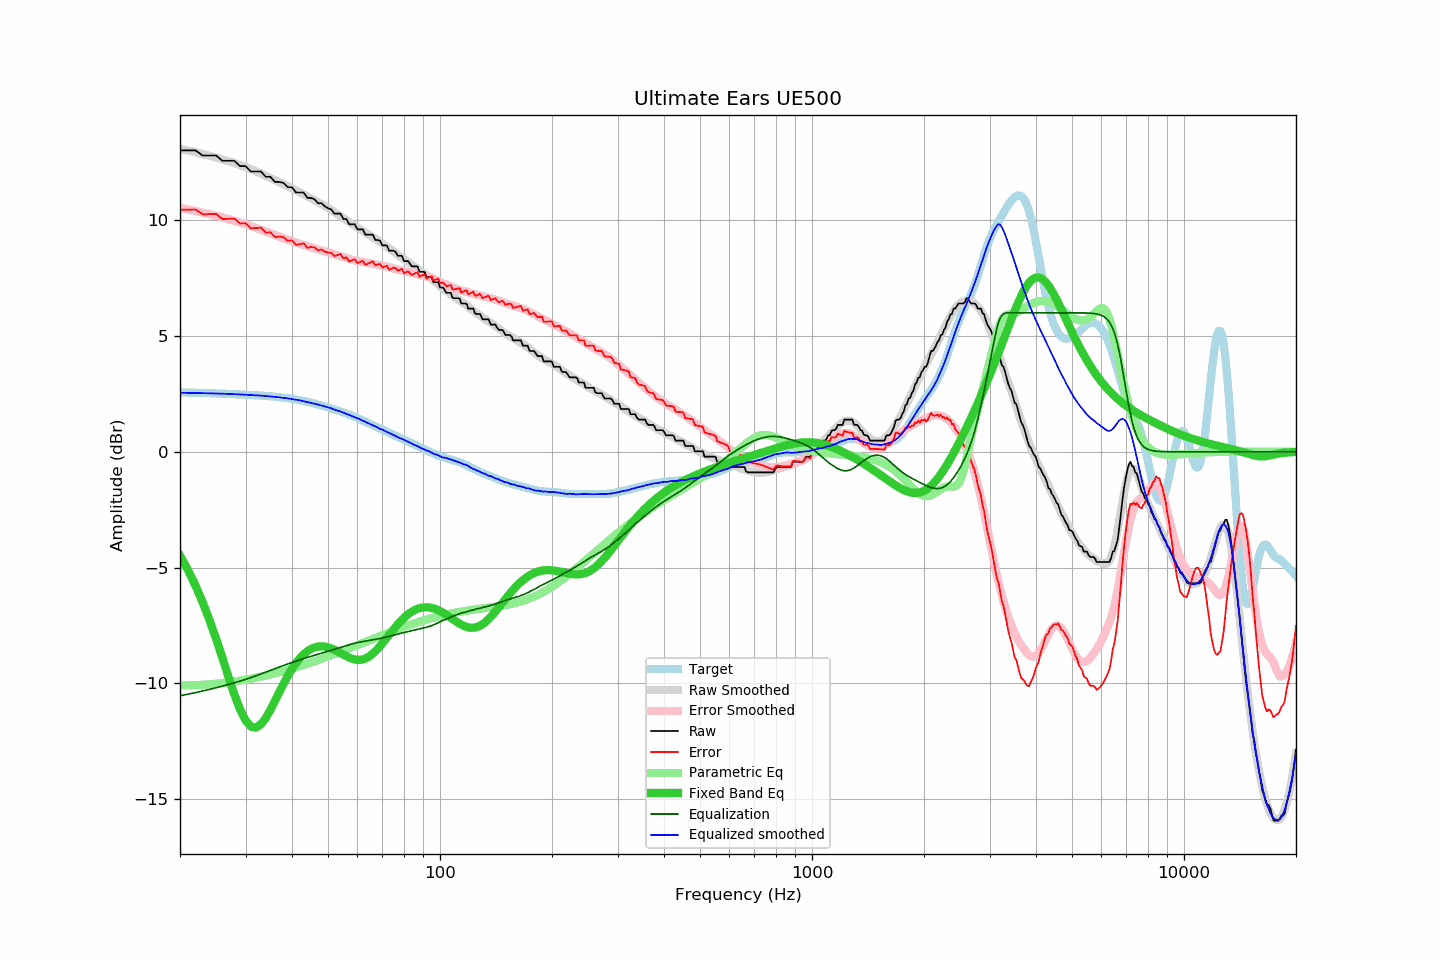 Ultimate Ears UE500
10
5
0
−5
−10
−15
Amplitude (dBr)
100
1000
10000
Frequency (Hz)
Target
Raw Smoothed
Error Smoothed
Raw
Error
Parametric Eq
Fixed Band Eq
Equalization
Equalized smoothed